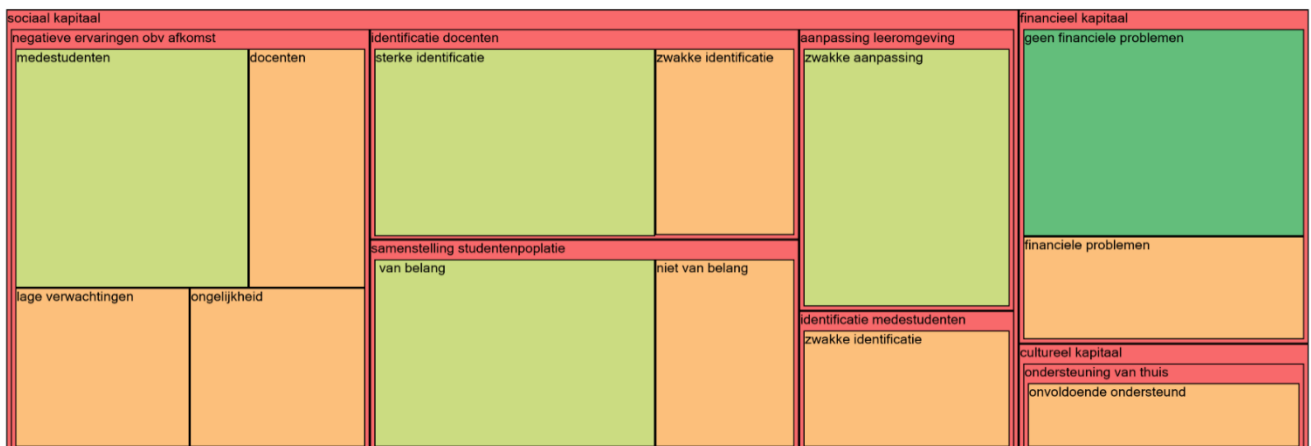 sociaal kapitaal
negatieve ervaringen obv afkomst
medestudenten
docenten
lage verwachtingen
ongelijkheid
identificatie docenten
sterke identificatie
zwakke identificatie
samenstelling studentenpoplatie
van belang
niet van belang
aanpassing leeromgeving
zwakke aanpassing
identificatie medestudenten
zwakke identificatie
financieel kapitaal
geen financiele problemen
financiele problemen
cultureel kapitaal
ondersteuning van thuis
onvoldoende ondersteund